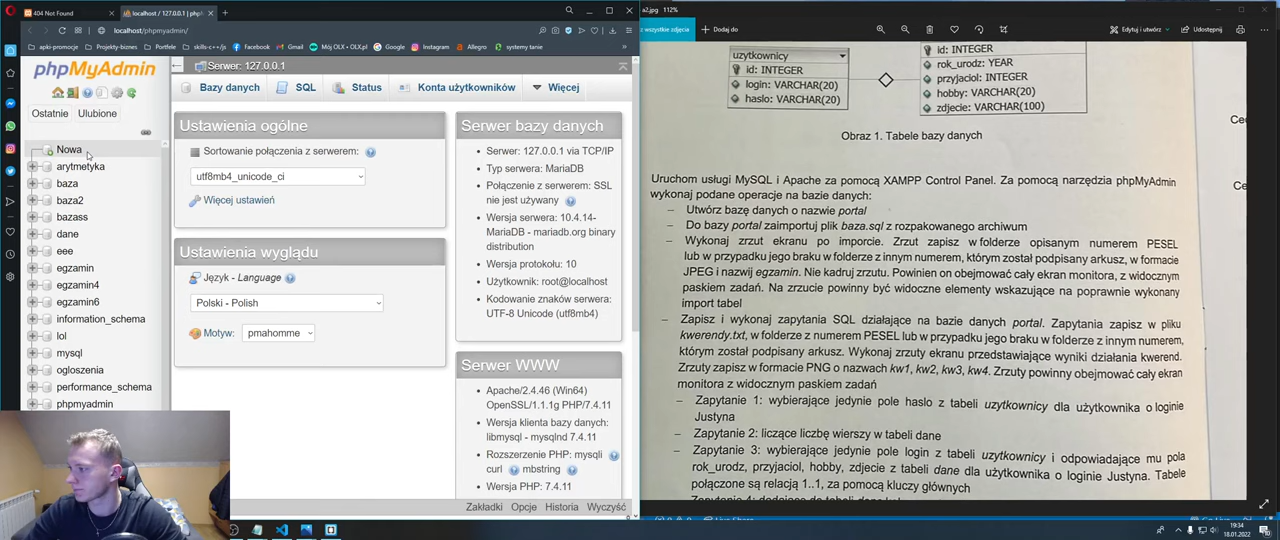 404 Not Found
localhost / 127.0.0.1 | php
localhost/phpmyadmin/
apki-promocje
Projekty-biznes
Portfele
skills-c++/js
Facebook
Gmail
Mój OLX • OLX.pl
Google
Instagram
Allegro
systemy tanie
phpMyAdmin
Ostatnie
Ulubione
Nowa
arytmetyka
baza
baza2
bazass
dane
eee
egzamin
egzamin4
egzamin6
information_schema
lol
mysql
ogloszenia
performance_schema
phpmyadmin
Serwer: 127.0.0.1
Bazy danych
SQL
Status
Konta użytkowników
Więcej
Ustawienia ogólne
Sortowanie połączenia z serwerem:
utf8mb4_unicode_ci
Więcej ustawień
Ustawienia wyglądu
Język - Language
Polski - Polish
Motyw:
pmahomme
Serwer bazy danych
Serwer: 127.0.0.1 via TCP/IP
Typ serwera: MariaDB
Połączenie z serwerem: SSL
nie jest używany
Wersja serwera: 10.4.14-
MariaDB - mariadb.org binary
distribution
Wersja protokołu: 10
Użytkownik: root@localhost
Kodowanie znaków serwera:
UTF-8 Unicode (utf8mb4)
Serwer WWW
Apache/2.4.46 (Win64)
OpenSSL/1.1.1g PHP/7.4.11
Wersja klienta bazy danych:
libmysql - mysqlnd 7.4.11
Rozszerzenie PHP: mysqli
curl mbstring
Wersja PHP: 7.4.11
Zakładki
Opcje
Historia
Wyczyść
a2.jpg 112%
wszystkie zdjęcia
Dodaj do
Edytuj i utwórz
Udostępnij
uzytkownicy
id: INTEGER
login: VARCHAR(20)
haslo: VARCHAR(20)
id: INTEGER
rok_urodz: YEAR
przyjaciol: INTEGER
hobby: VARCHAR(20)
zdjecie: VARCHAR(100)
Obraz 1. Tabele bazy danych
Uruchom usługi MySQL i Apache za pomocą XAMPP Control Panel. Za pomocą narzędzia phpMyAdmin
wykonaj podane operacje na bazie danych:
– Utwórz bazę danych o nazwie portal
– Do bazy portal zaimportuj plik baza.sql z rozpakowanego archiwum
– Wykonaj zrzut ekranu po imporcie. Zrzut zapisz w folderze opisanym numerem PESEL
lub w przypadku jego braku w folderze z innym numerem, którym został podpisany arkusz, w formacie
JPEG i nazwij egzamin. Nie kadruj zrzutu. Powinien on obejmować cały ekran monitora, z widocznym
paskiem zadań. Na zrzucie powinny być widoczne elementy wskazujące na poprawnie wykonany
import tabel
– Zapisz i wykonaj zapytania SQL działające na bazie danych portal. Zapytania zapisz w pliku
kwerendy.txt, w folderze z numerem PESEL lub w przypadku jego braku w folderze z innym numerem,
którym został podpisany arkusz. Wykonaj zrzuty ekranu przedstawiające wyniki działania kwerend.
Zrzuty zapisz w formacie PNG o nazwach kw1, kw2, kw3, kw4. Zrzuty powinny obejmować cały ekran
monitora z widocznym paskiem zadań
– Zapytanie 1: wybierające jedynie pole haslo z tabeli uzytkownicy dla użytkownika o loginie
Justyna
– Zapytanie 2: liczące liczbę wierszy w tabeli dane
– Zapytanie 3: wybierające jedynie pole login z tabeli uzytkownicy i odpowiadające mu pola
rok_urodz, przyjaciol, hobby, zdjecie z tabeli dane dla użytkownika o loginie Justyna. Tabele
połączone są relacją 1..1, za pomocą kluczy głównych
19:34
18.01.2022